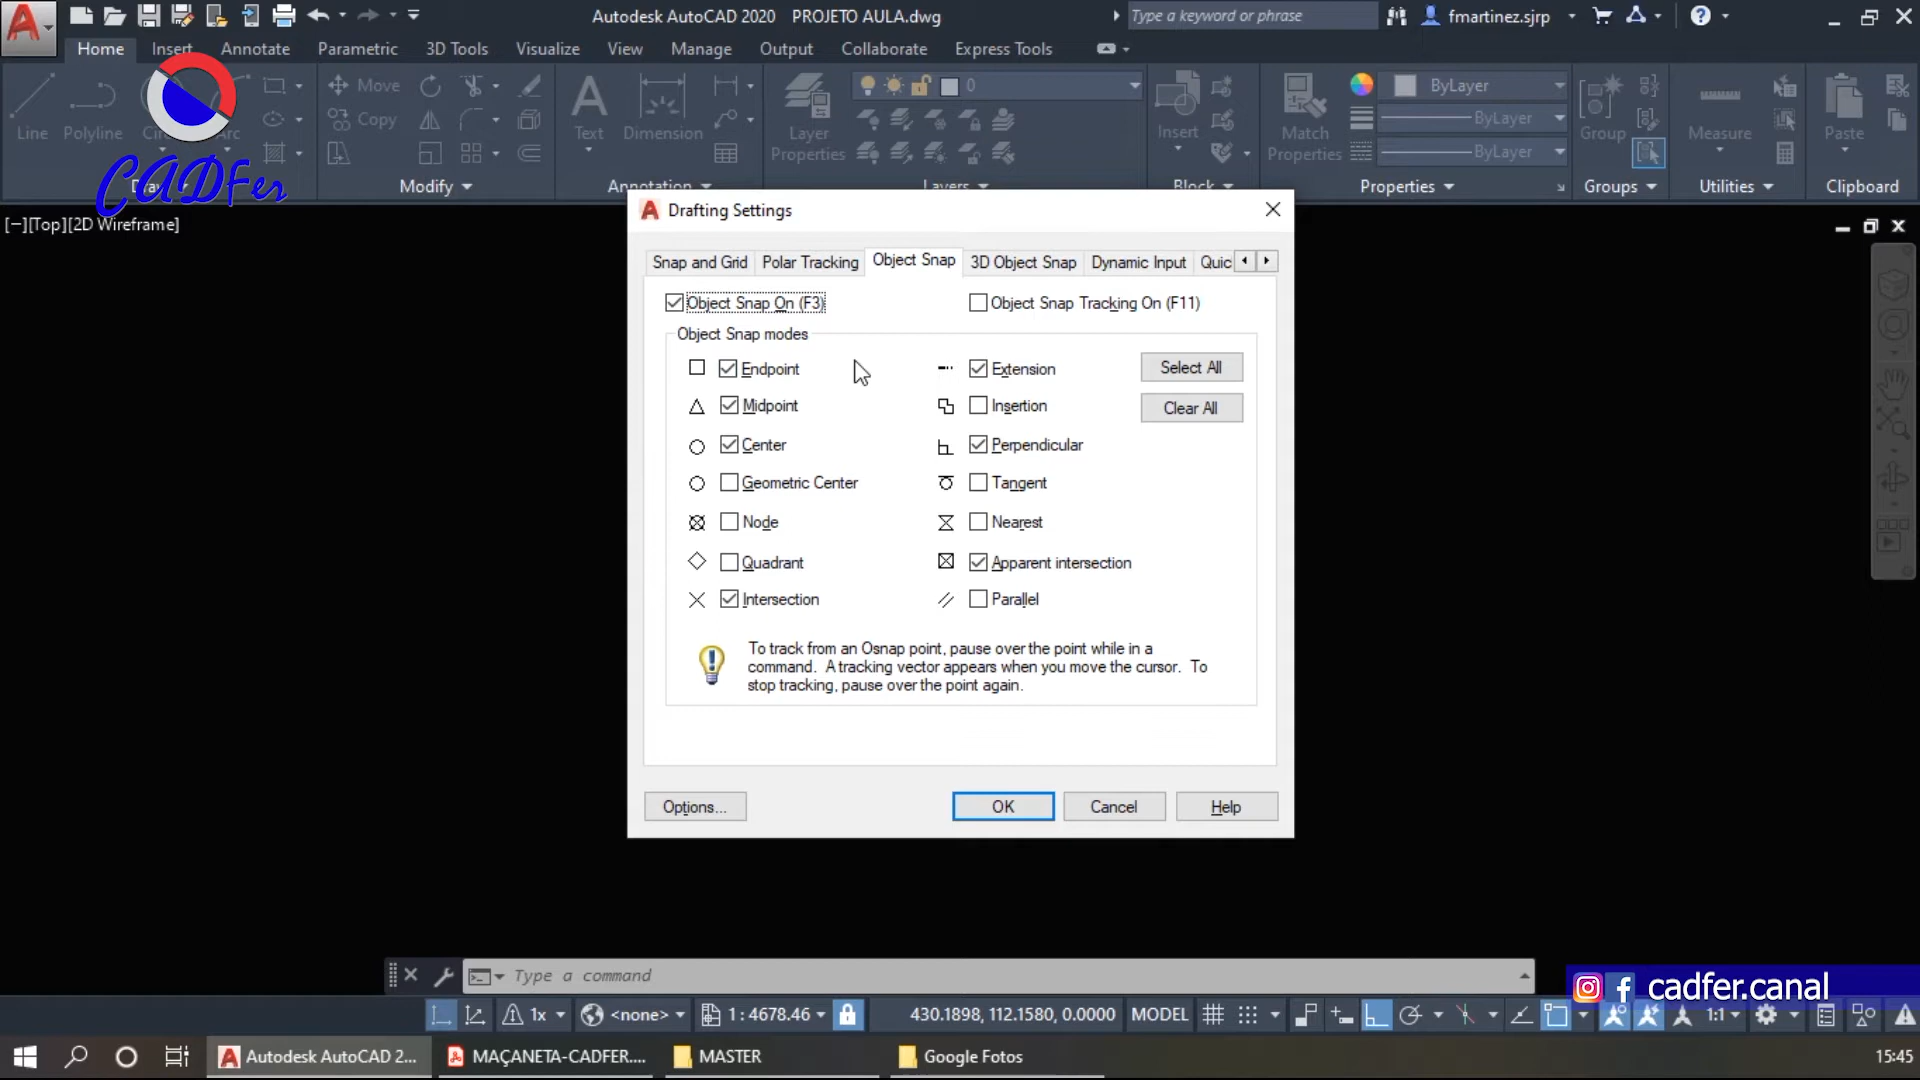 Autodesk AutoCAD 2020 PROJETO AULA.dwg
Type a keyword or phrase
fmartinez.sjrp
Home Insert Annotate Parametric 3D Tools Visualize View Manage Output Collaborate Express Tools
Line Polyline Arc
Move
Copy
Modify
Text Dimension
Annotation
Layer Properties
0
Layers
Insert
Block
Match Properties
ByLayer
ByLayer
ByLayer
Properties
Group
Groups
Measure
Utilities
Paste
Clipboard
CADFer
[−][Top][2D Wireframe]
Drafting Settings
Snap and Grid Polar Tracking Object Snap 3D Object Snap Dynamic Input Quic
Object Snap On (F3) Object Snap Tracking On (F11)
Object Snap modes
Endpoint Extension Select All
Midpoint Insertion Clear All
Center Perpendicular
Geometric Center Tangent
Node Nearest
Quadrant Apparent intersection
Intersection Parallel
To track from an Osnap point, pause over the point while in a
command. A tracking vector appears when you move the cursor. To
stop tracking, pause over the point again.
Options... OK Cancel Help
Type a command
cadfer.canal
1x <none> 1 : 4678.46 430.1898, 112.1580, 0.0000 MODEL 1:1
Autodesk AutoCAD 2... MAÇANETA-CADFER.... MASTER Google Fotos 15:45